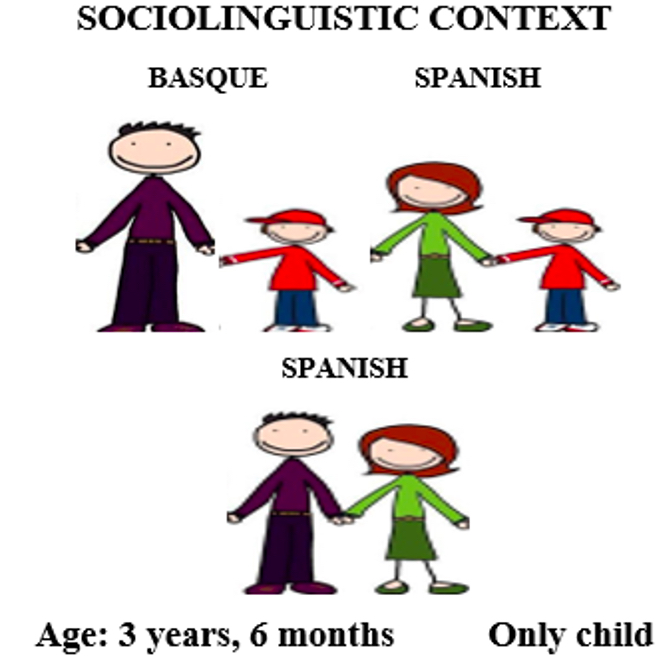 SOCIOLINGUISTIC CONTEXT
BASQUE SPANISH
SPANISH
Age: 3 years, 6 months Only child